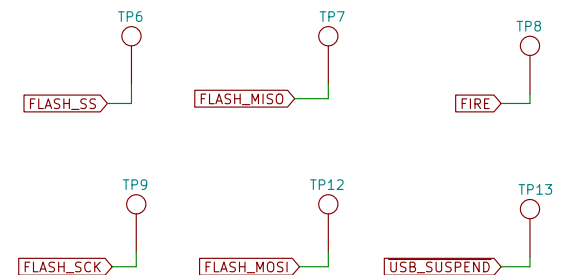 TP6
TP7
TP8
FLASH_SS
FLASH_MISO
FIRE
TP9
TP12
TP13
FLASH_SCK
FLASH_MOSI
USB_SUSPEND